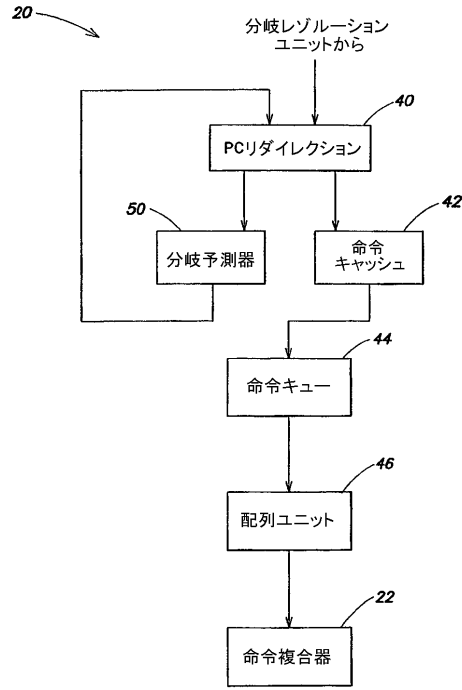 20
分岐レゾルーション
ユニットから
40
PCリダイレクション
50
分岐予測器
42
命令
キャッシュ
44
命令キュー
46
配列ユニット
22
命令複合器